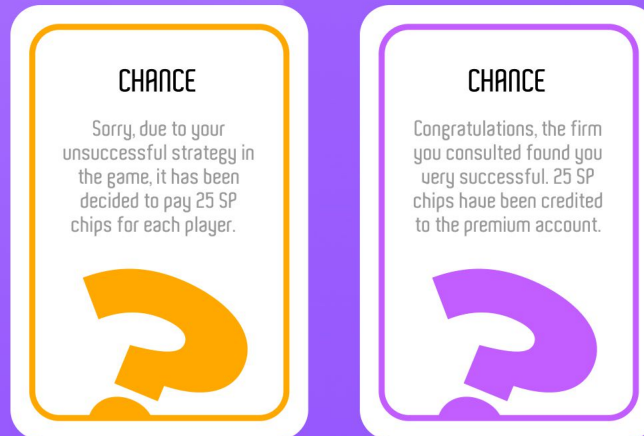 CHANCE
Sorry, due to your
unsuccessful strategy in
the game, it has been
decided to pay 25 SP
chips for each player.
CHANCE
Congratulations, the firm
you consulted found you
very successful. 25 SP
chips have been credited
to the premium account.